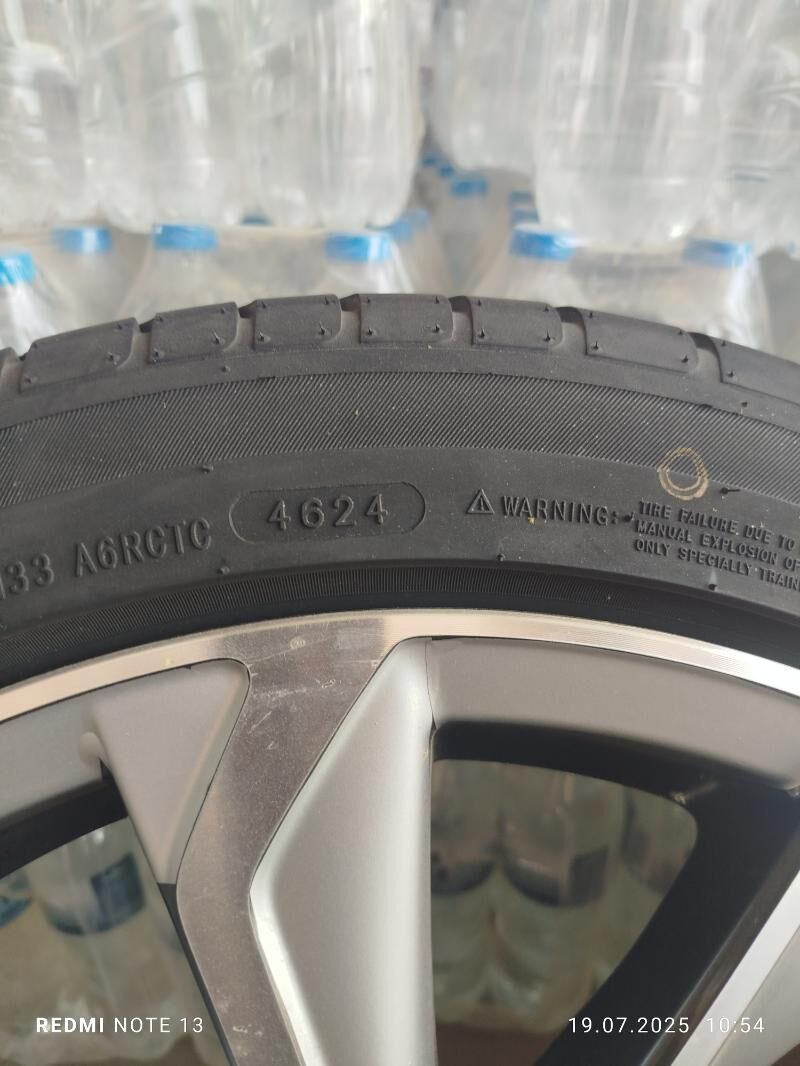 133 A6RCTC 4624 ⚠ WARNING:
TIRE FAILURE DUE TO
MANUAL EXPLOSION OF
ONLY SPECIALLY TRAIN
REDMI NOTE 13
19.07.2025 10:54